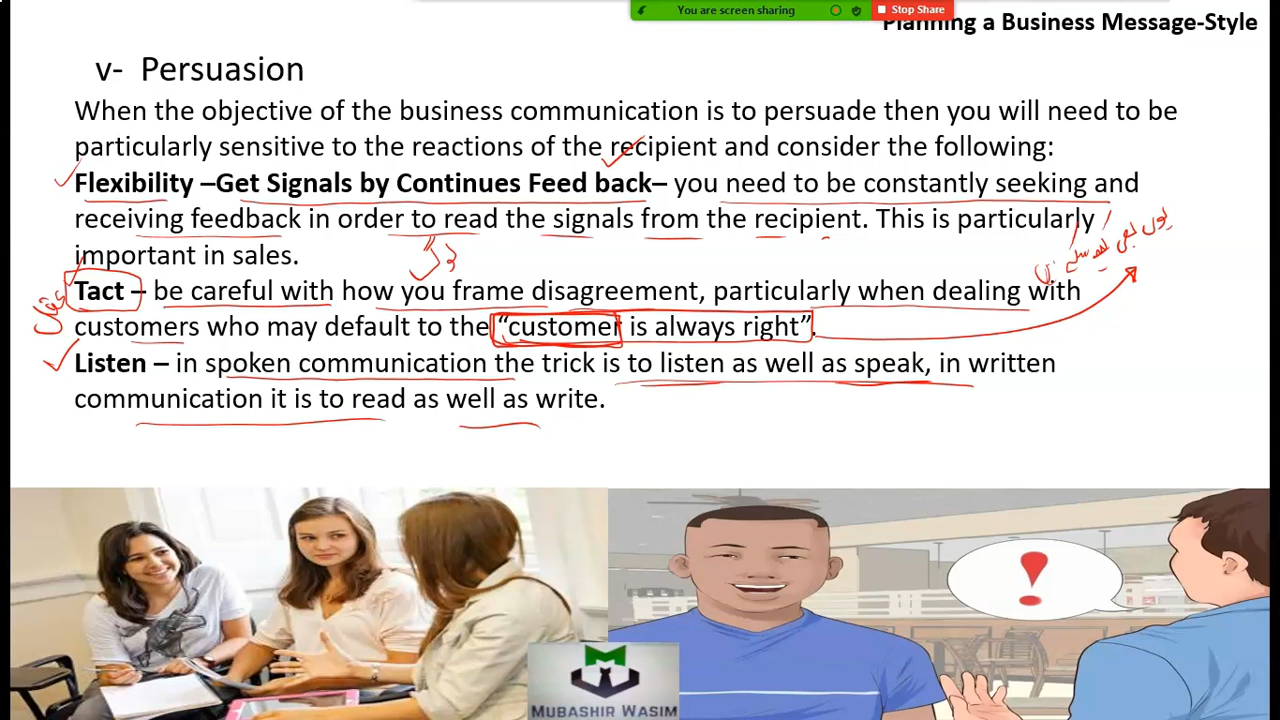 You are screen sharing
Stop Share
Planning a Business Message-Style
v- Persuasion
When the objective of the business communication is to persuade then you will need to be
particularly sensitive to the reactions of the recipient and consider the following:
Flexibility –Get Signals by Continues Feed back– you need to be constantly seeking and
receiving feedback in order to read the signals from the recipient. This is particularly
important in sales.
Tact – be careful with how you frame disagreement, particularly when dealing with
customers who may default to the “customer is always right”.
Listen – in spoken communication the trick is to listen as well as speak, in written
communication it is to read as well as write.
!
MUBASHIR WASIM